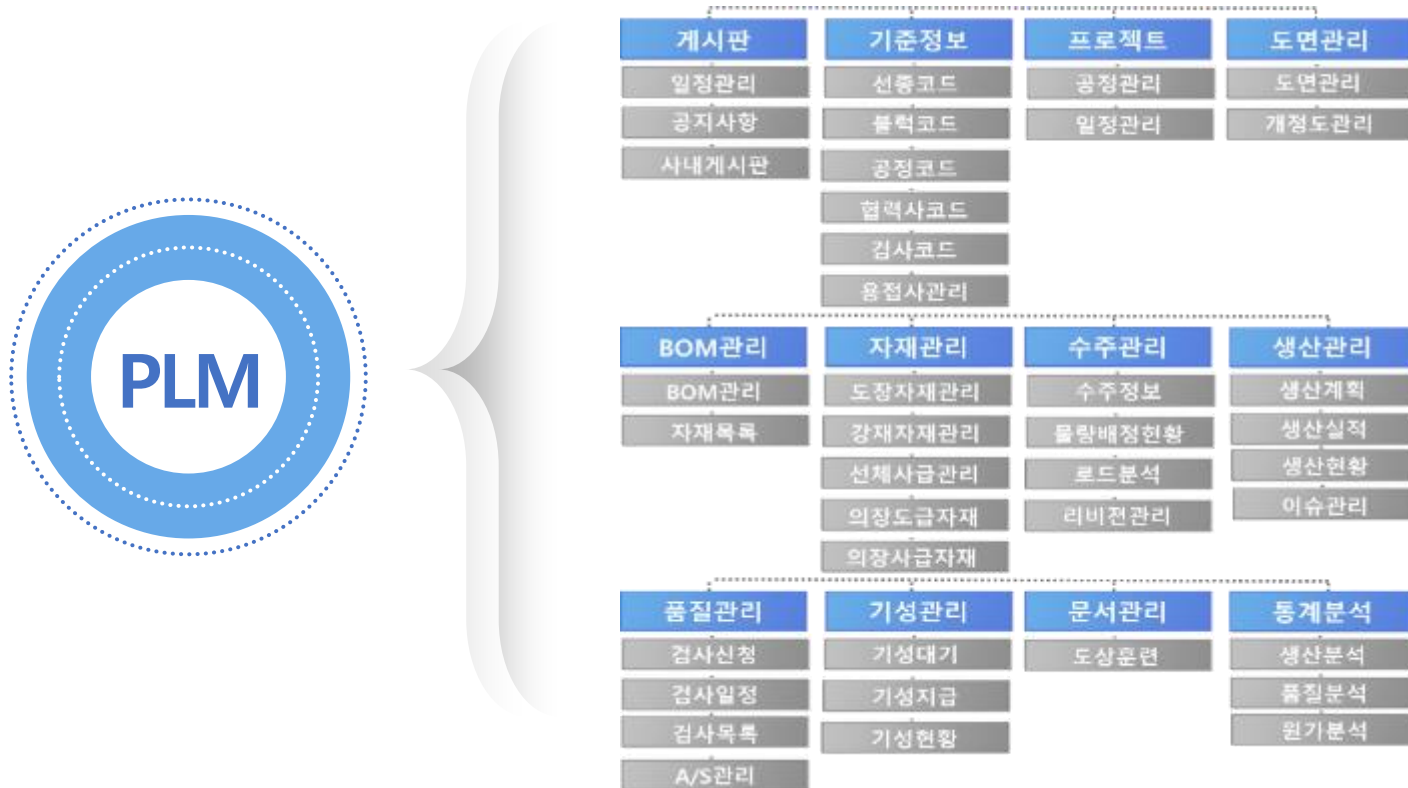 PLM
게시판
일정관리
공지사항
사내게시판
기준정보
선종코드
블럭코드
공정코드
협력사코드
검사코드
용접사관리
프로젝트
공정관리
일정관리
도면관리
도면관리
개정도관리
BOM관리
BOM관리
자재목록
자재관리
도장자재관리
강재자재관리
선체사급관리
의장도급자재
의장사급자재
수주관리
수주정보
물량배정현황
로드분석
리비전관리
생산관리
생산계획
생산실적
생산현황
이슈관리
품질관리
검사신청
검사일정
검사목록
A/S관리
기성관리
기성대기
기성지급
기성현황
문서관리
도상훈련
통계분석
생산분석
품질분석
원가분석